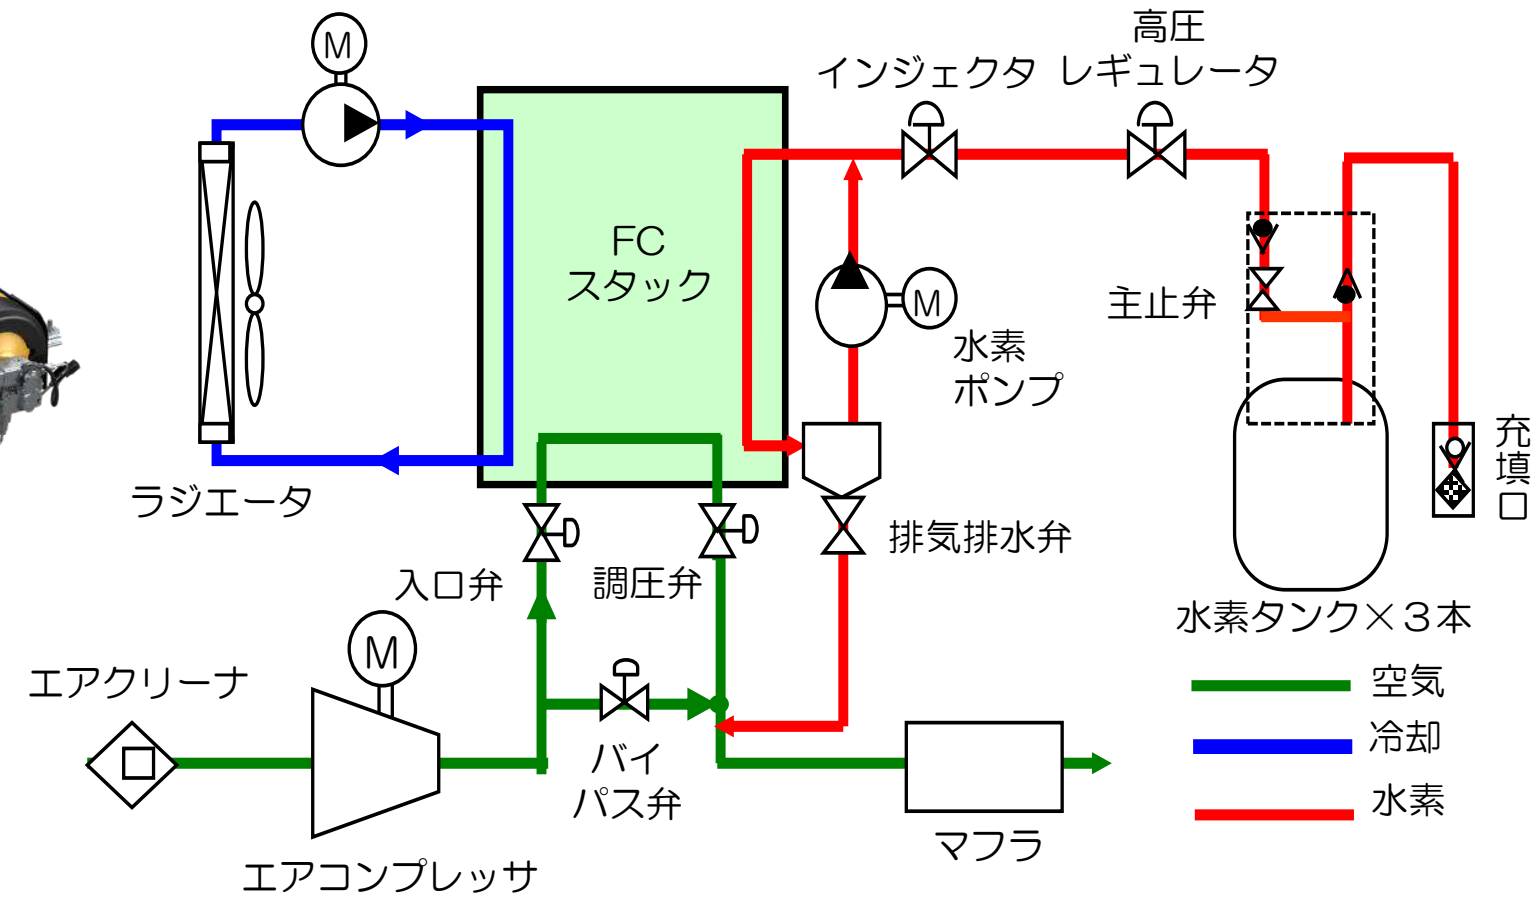 高圧
インジェクタ
レギュレータ
M
FC
スタック
M
水素
ポンプ
主止弁
充填口
ラジエータ
排気排水弁
入口弁
調圧弁
水素タンク×3本
M
エアクリーナ
空気
バイ
パス弁
冷却
水素
マフラ
エアコンプレッサ